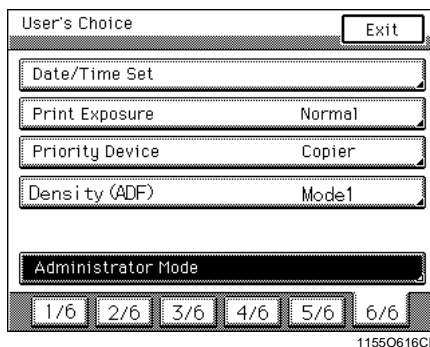 User's Choice Exit
Date/Time Set
Print Exposure Normal
Priority Device Copier
Density (ADF) Mode1
Administrator Mode
1/6 2/6 3/6 4/6 5/6 6/6